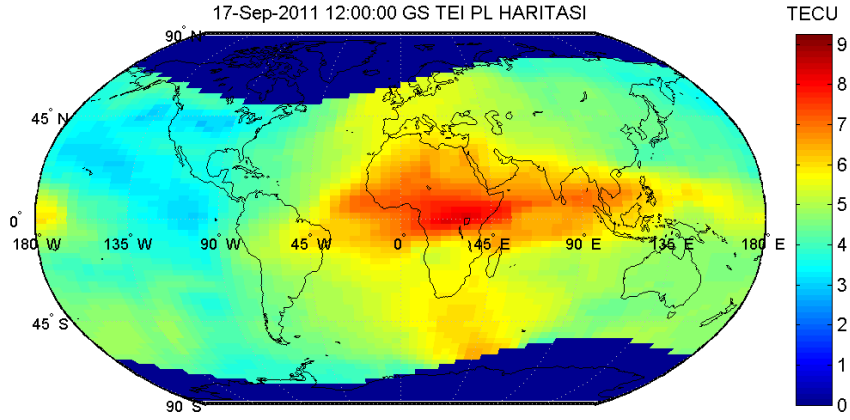 17-Sep-2011 12:00:00 GS TEI PL HARITASI
TECU
90° N
9
8
7
45° N
6
5
0°
180° W 135° W 90° W 45° W 0 45° E 90° E 135° E 180° E
4
3
45° S
2
1
90° S
0